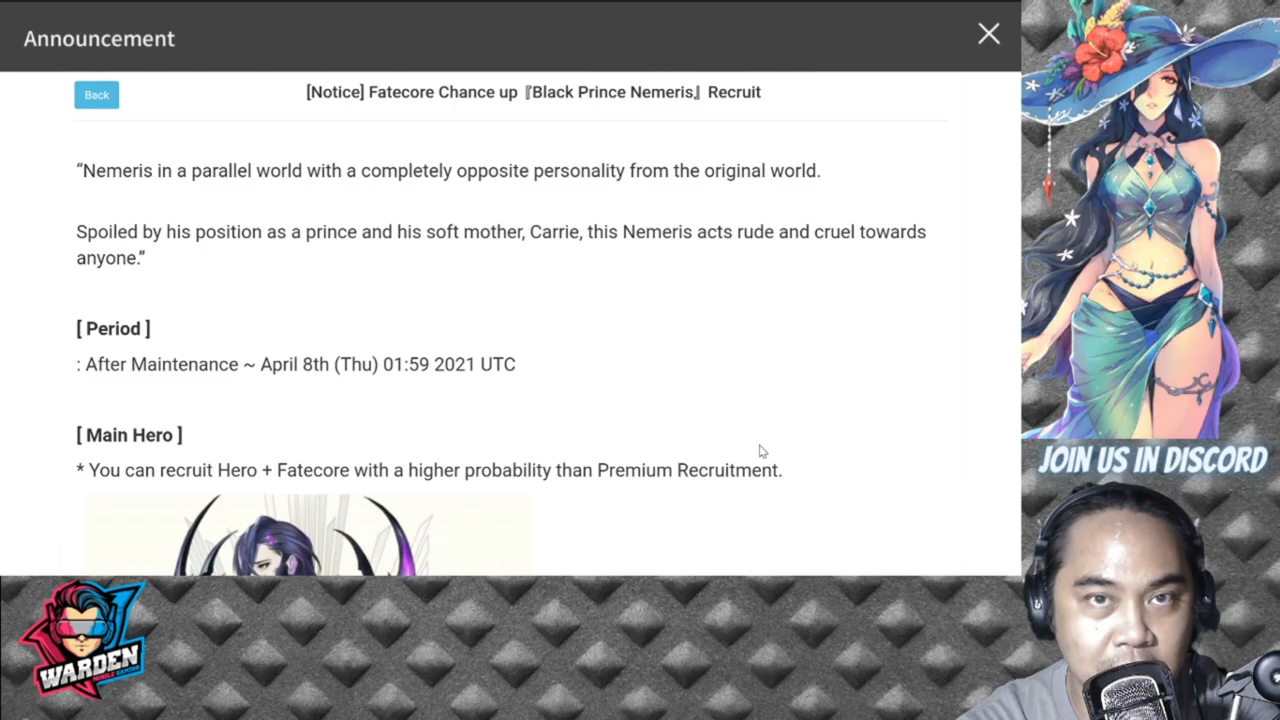 Announcement
Back
[Notice] Fatecore Chance up 『Black Prince Nemeris』 Recruit
“Nemeris in a parallel world with a completely opposite personality from the original world.
Spoiled by his position as a prince and his soft mother, Carrie, this Nemeris acts rude and cruel towards
anyone.”
[ Period ]
: After Maintenance ~ April 8th (Thu) 01:59 2021 UTC
[ Main Hero ]
* You can recruit Hero + Fatecore with a higher probability than Premium Recruitment.
JOIN US IN DISCORD
WARDEN
MOBILE GAMING